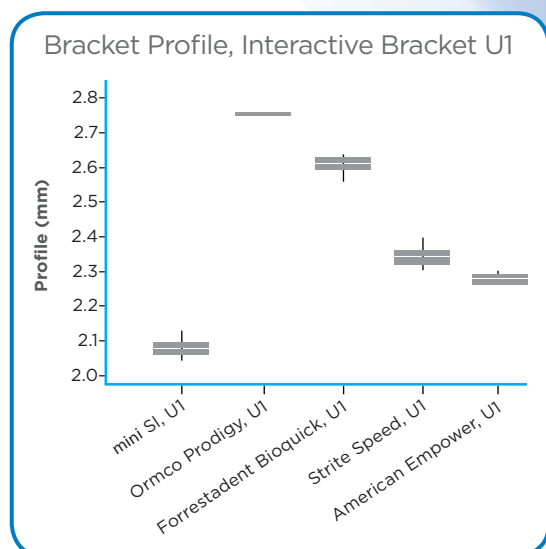 Bracket Profile, Interactive Bracket U1
Profile (mm)
2.8
2.7
2.6
2.5
2.4
2.3
2.2
2.1
2.0
mini SI, U1
Ormco Prodigy, U1
Forrestadent Bioquick, U1
Strite Speed, U1
American Empower, U1